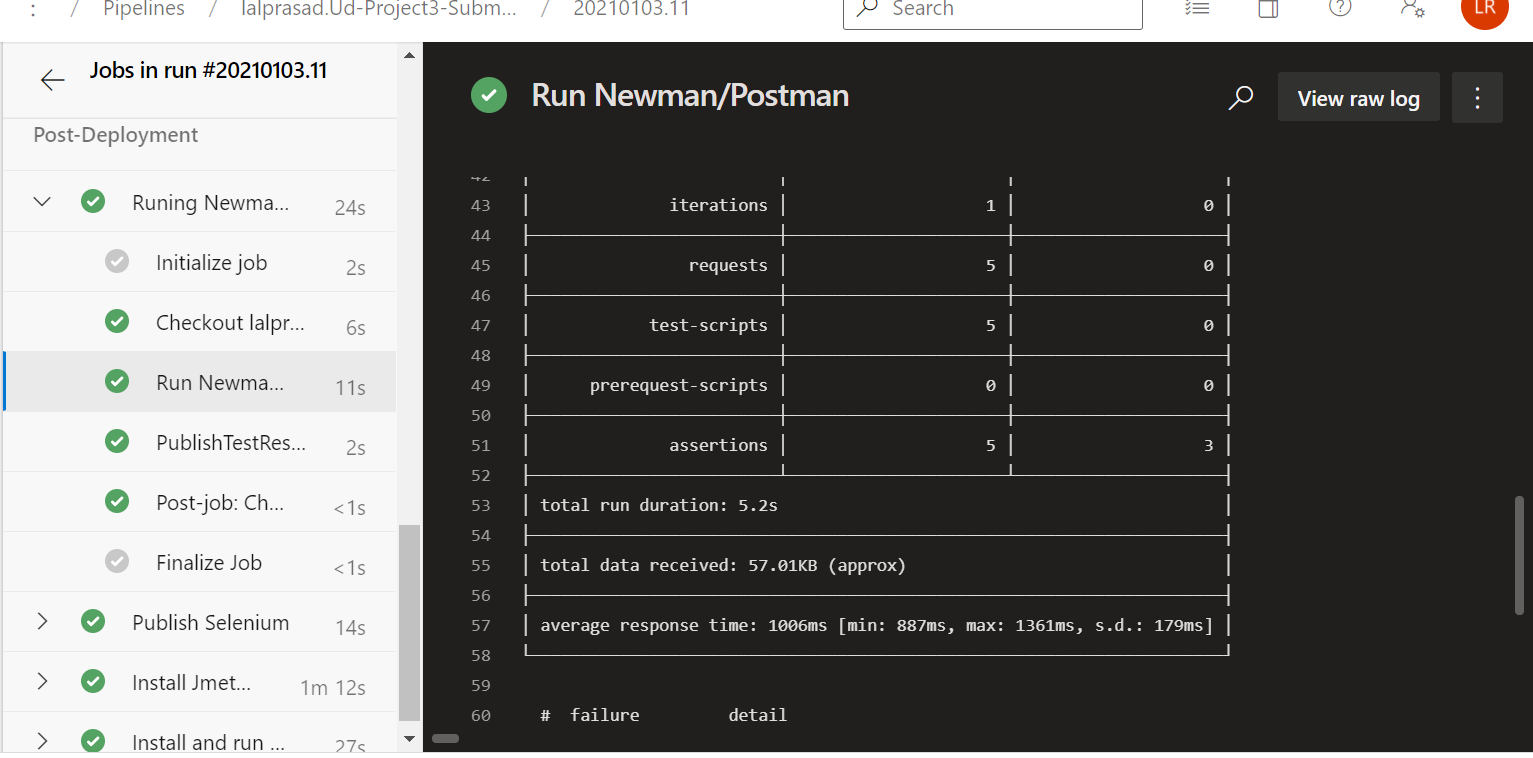 Pipelines / lalprasad.Ud-Project3-Subm... / 20210103.11
Search
LR
Jobs in run #20210103.11
Post-Deployment
Runing Newma... 24s
Initialize job 2s
Checkout lalpr... 6s
Run Newma... 11s
PublishTestRes... 2s
Post-job: Ch... <1s
Finalize Job <1s
Publish Selenium 14s
Install Jmet... 1m 12s
Install and run ... 27s
Run Newman/Postman
View raw log
42
43 iterations 1 0
44
45 requests 5 0
46
47 test-scripts 5 0
48
49 prerequest-scripts 0 0
50
51 assertions 5 3
52
53 total run duration: 5.2s
54
55 total data received: 57.01KB (approx)
56
57 average response time: 1006ms [min: 887ms, max: 1361ms, s.d.: 179ms]
58
59
60 # failure detail